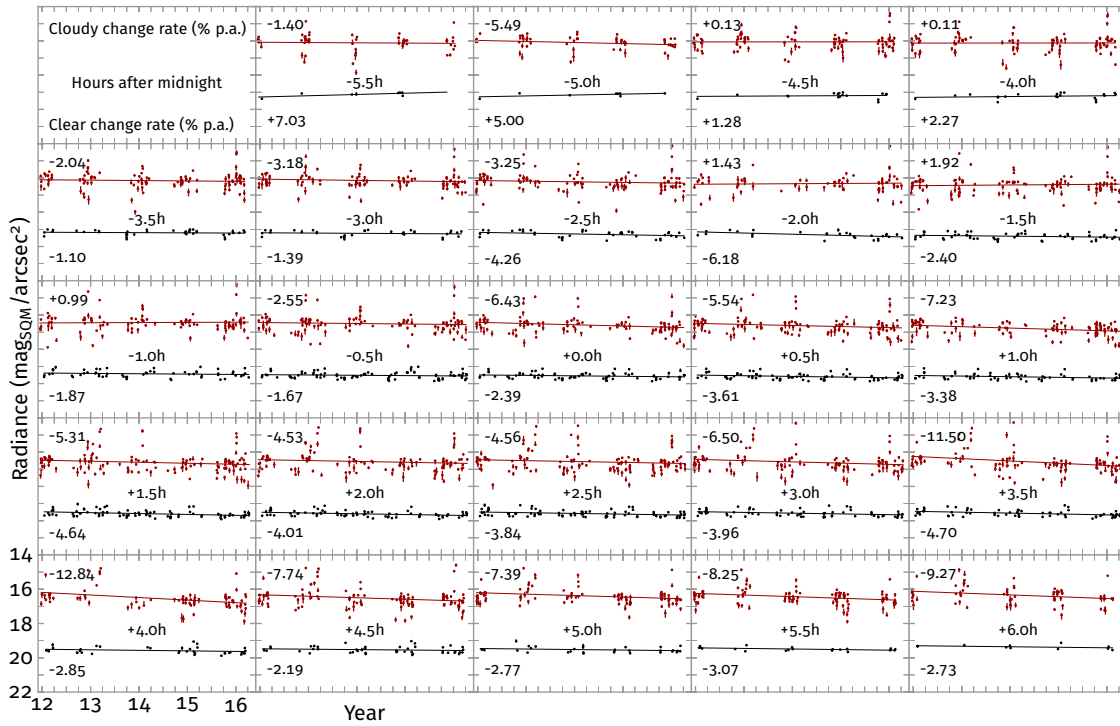 Cloudy change rate (% p.a.)
Hours after midnight
Clear change rate (% p.a.)
-1.40
-5.5h
+7.03
-5.49
-5.0h
+5.00
+0.13
-4.5h
+1.28
+0.11
-4.0h
+2.27
-2.04
-3.5h
-1.10
-3.18
-3.0h
-1.39
-3.25
-2.5h
-4.26
+1.43
-2.0h
-6.18
+1.92
-1.5h
-2.40
+0.99
-1.0h
-1.87
-2.55
-0.5h
-1.67
-6.43
+0.0h
-2.39
-5.54
+0.5h
-3.61
-7.23
+1.0h
-3.38
-5.31
+1.5h
-4.64
-4.53
+2.0h
-4.01
-4.56
+2.5h
-3.84
-6.50
+3.0h
-3.96
-11.50
+3.5h
-4.70
-12.84
+4.0h
-2.85
-7.74
+4.5h
-2.19
-7.39
+5.0h
-2.77
-8.25
+5.5h
-3.07
-9.27
+6.0h
-2.73
Radiance (mag_SQM/arcsec²)
14
16
18
20
22
12 13 14 15 16
Year